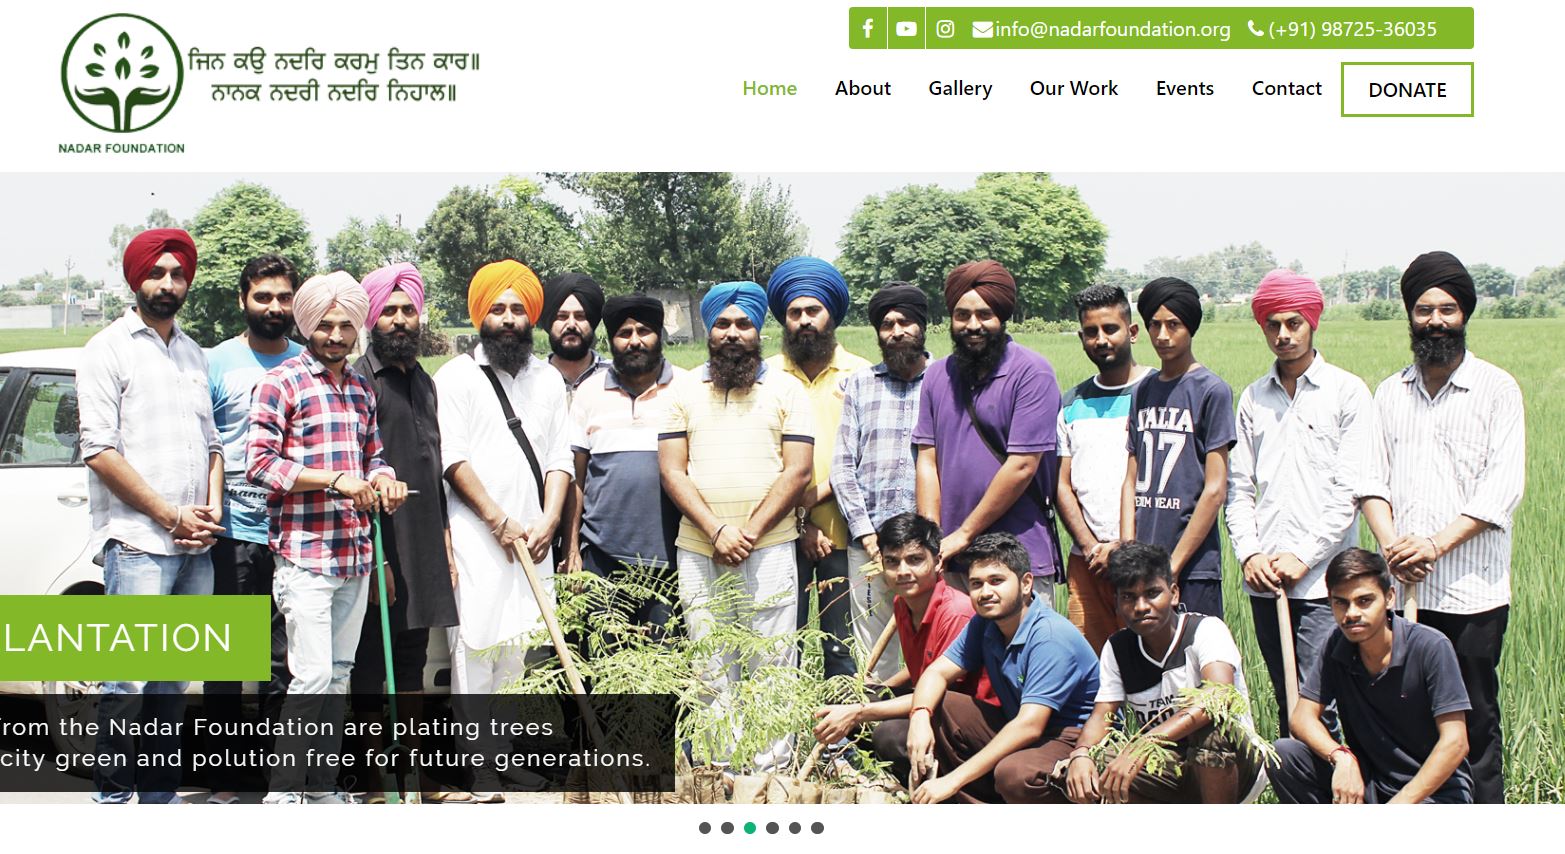 info@nadarfoundation.org (+91) 98725-36035
ਜਿਨ ਕਉ ਨਦਰਿ ਕਰਮੁ ਤਿਨ ਕਾਰ॥
ਨਾਨਕ ਨਦਰੀ ਨਦਰਿ ਨਿਹਾਲ॥
NADAR FOUNDATION
Home About Gallery Our Work Events Contact DONATE
TALIA
07
TEAM
LANTATION
from the Nadar Foundation are plating trees
city green and polution free for future generations.